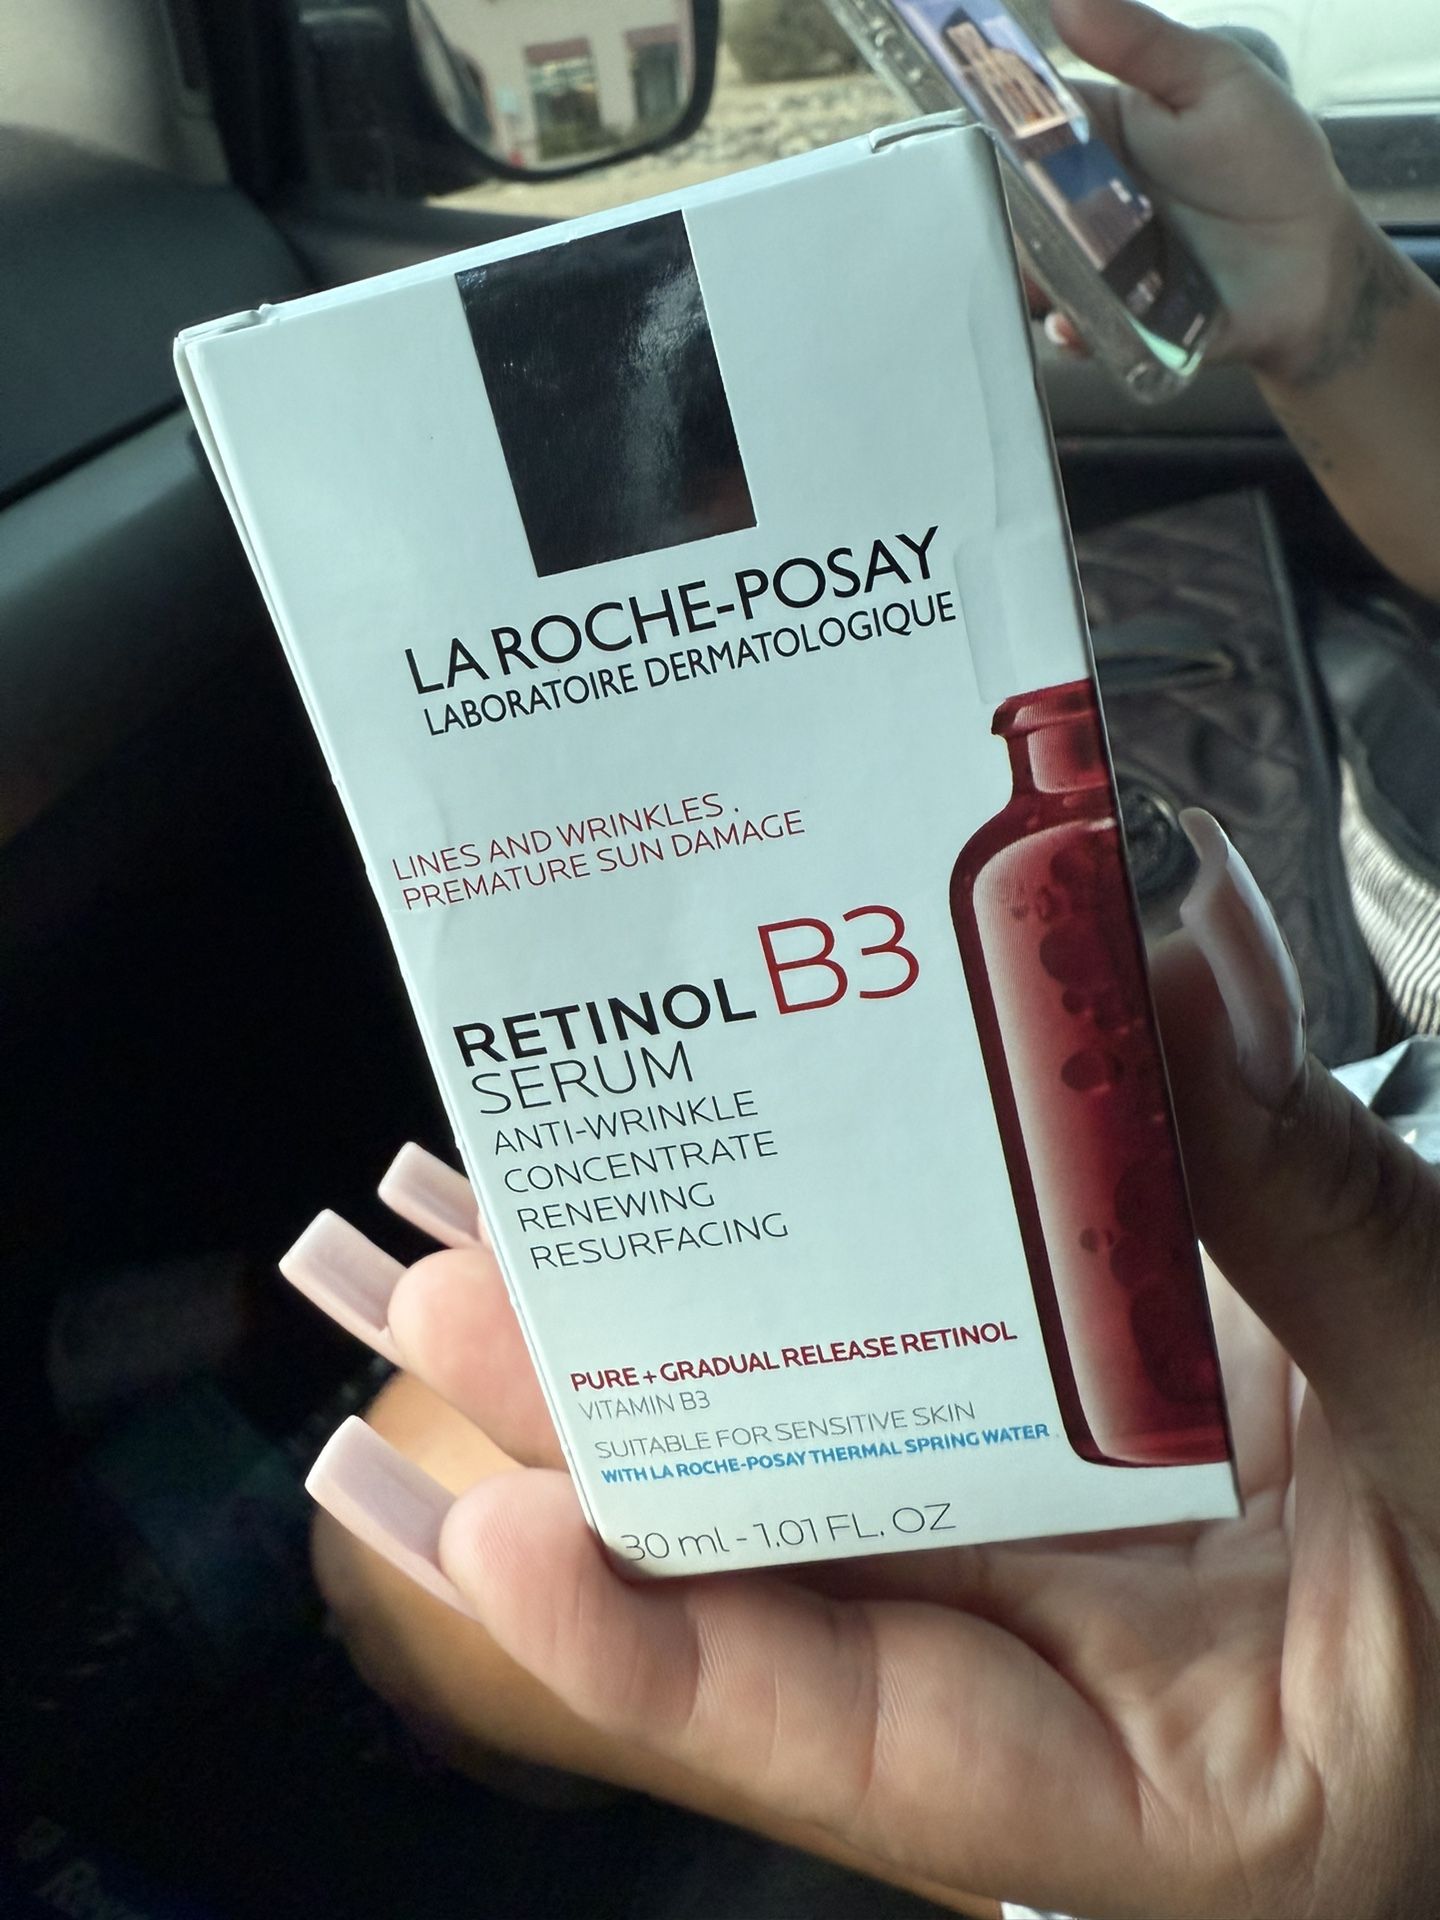 LA ROCHE-POSAY
LABORATOIRE DERMATOLOGIQUE
LINES AND WRINKLES .
PREMATURE SUN DAMAGE
RETINOL B3
SERUM
ANTI-WRINKLE
CONCENTRATE
RENEWING
RESURFACING
PURE + GRADUAL RELEASE RETINOL
VITAMIN B3
SUITABLE FOR SENSITIVE SKIN
WITH LA ROCHE-POSAY THERMAL SPRING WATER
30 ml - 1.01 FL. OZ